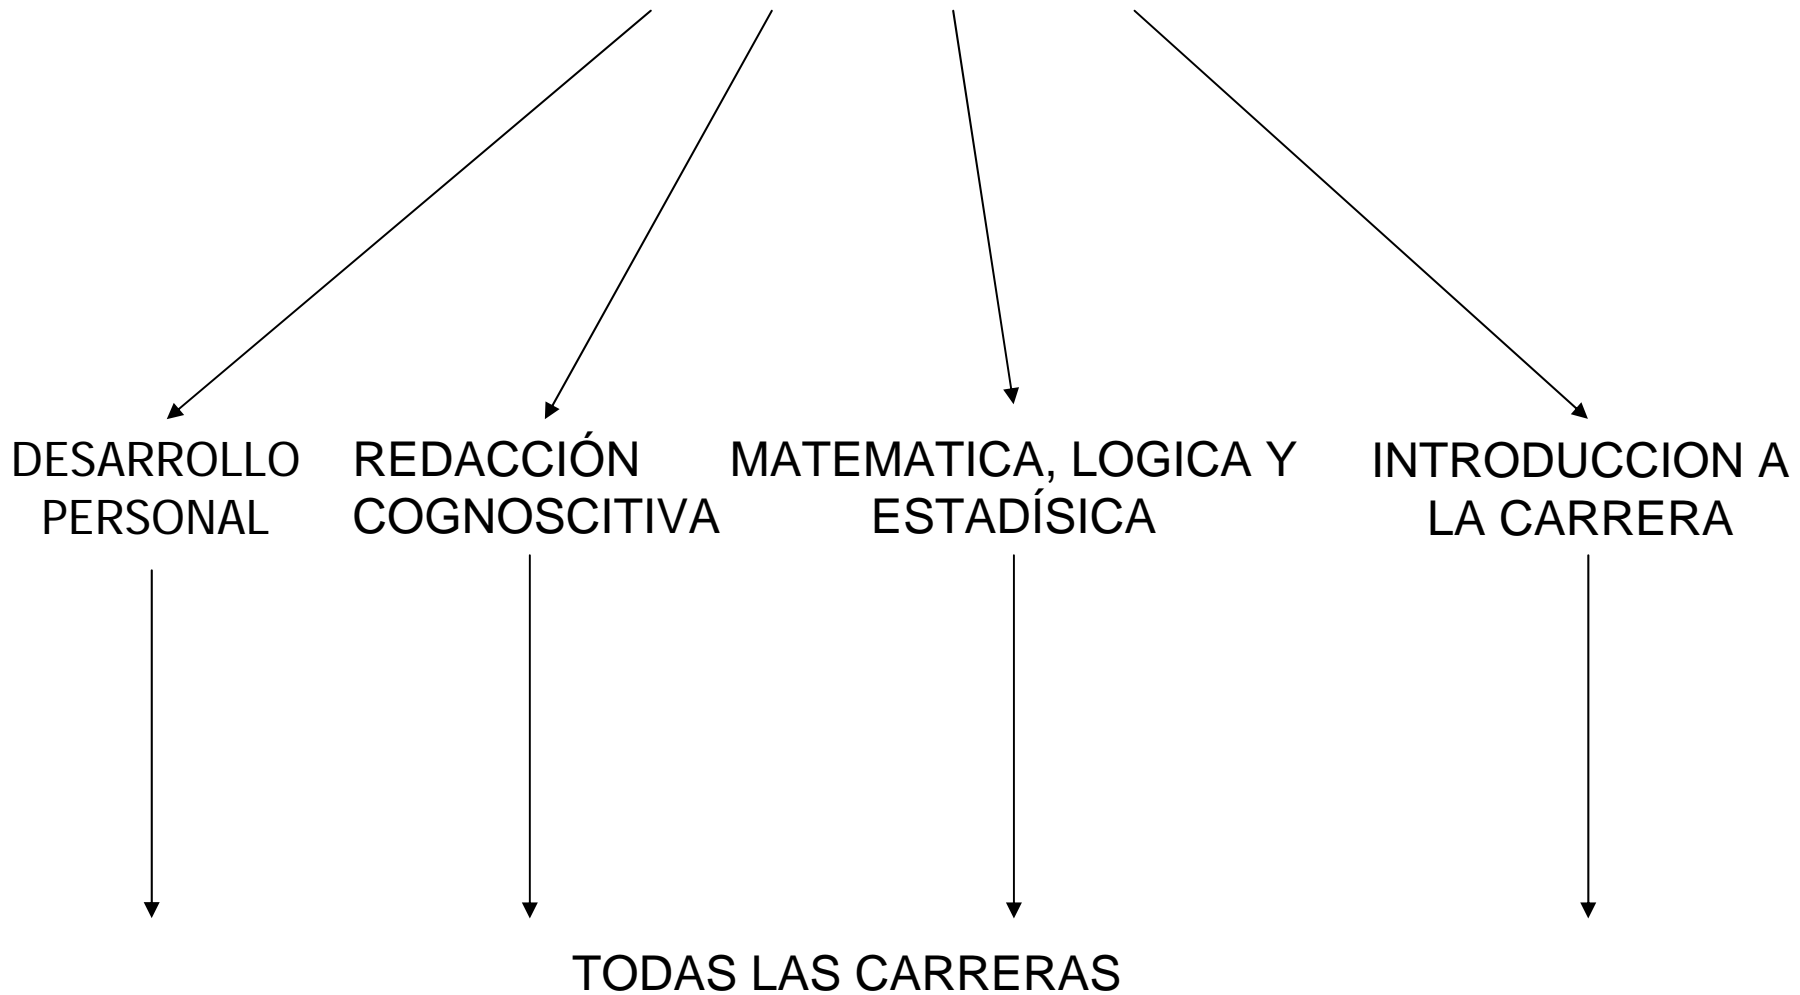 DESARROLLO
PERSONAL
REDACCIÓN
COGNOSCITIVA
MATEMATICA, LOGICA Y
ESTADÍSICA
INTRODUCCION A
LA CARRERA
TODAS LAS CARRERAS